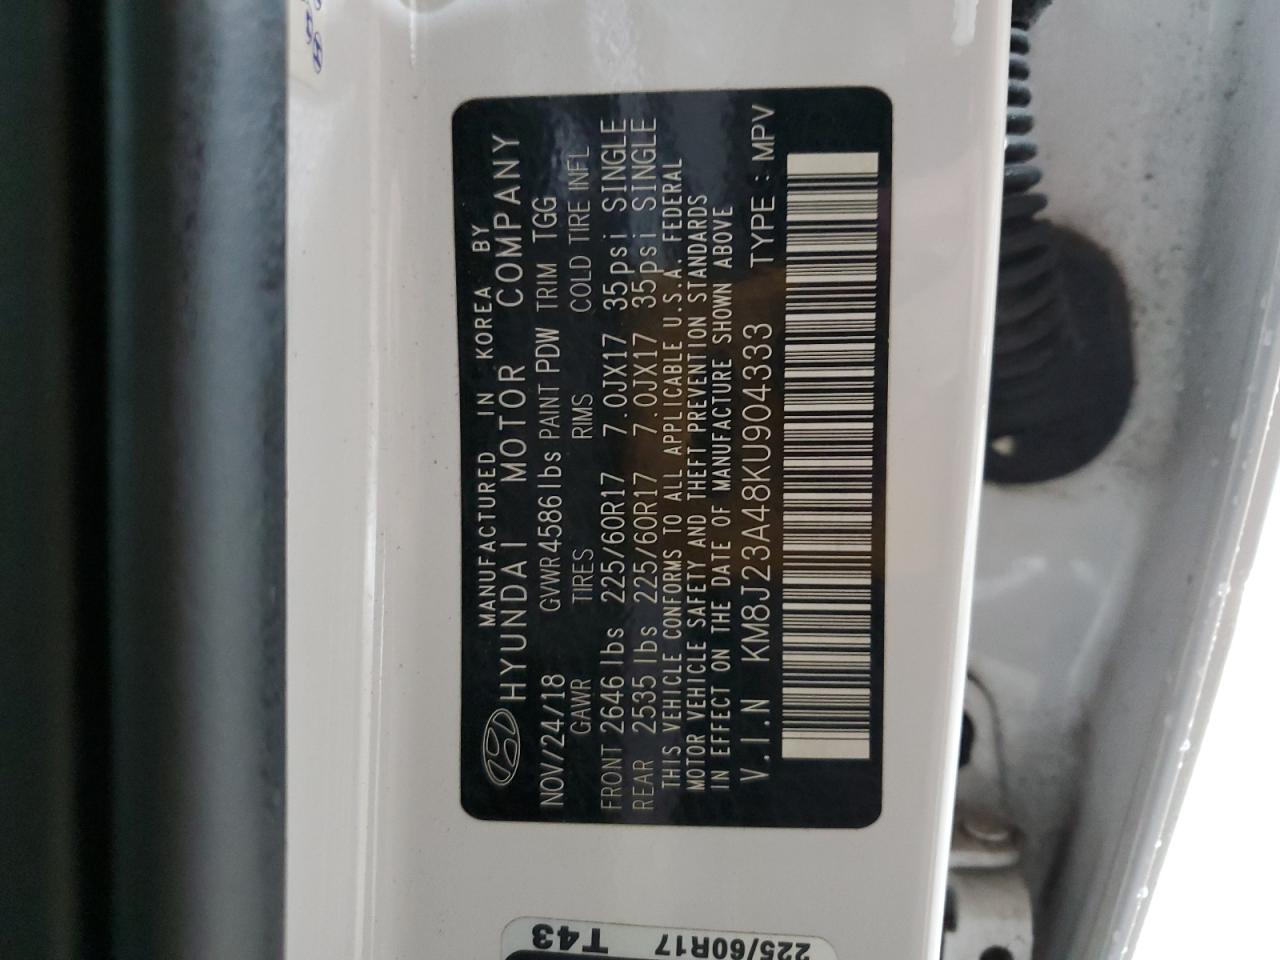 MANUFACTURED IN KOREA BY
HYUNDAI MOTOR COMPANY
NOV/24/18 GVWR 4586 lbs PAINT PDW TRIM TGG
GAWR TIRES RIMS COLD TIRE INFL
FRONT 2646 lbs 225/60R17 7.0JX17 35psi SINGLE
REAR 2535 lbs 225/60R17 7.0JX17 35psi SINGLE
THIS VEHICLE CONFORMS TO ALL APPLICABLE U.S.A. FEDERAL
MOTOR VEHICLE SAFETY AND THEFT PREVENTION STANDARDS
IN EFFECT ON THE DATE OF MANUFACTURE SHOWN ABOVE
V.I.N KM8J23A48KU904333 TYPE : MPV
T43
225/60R17